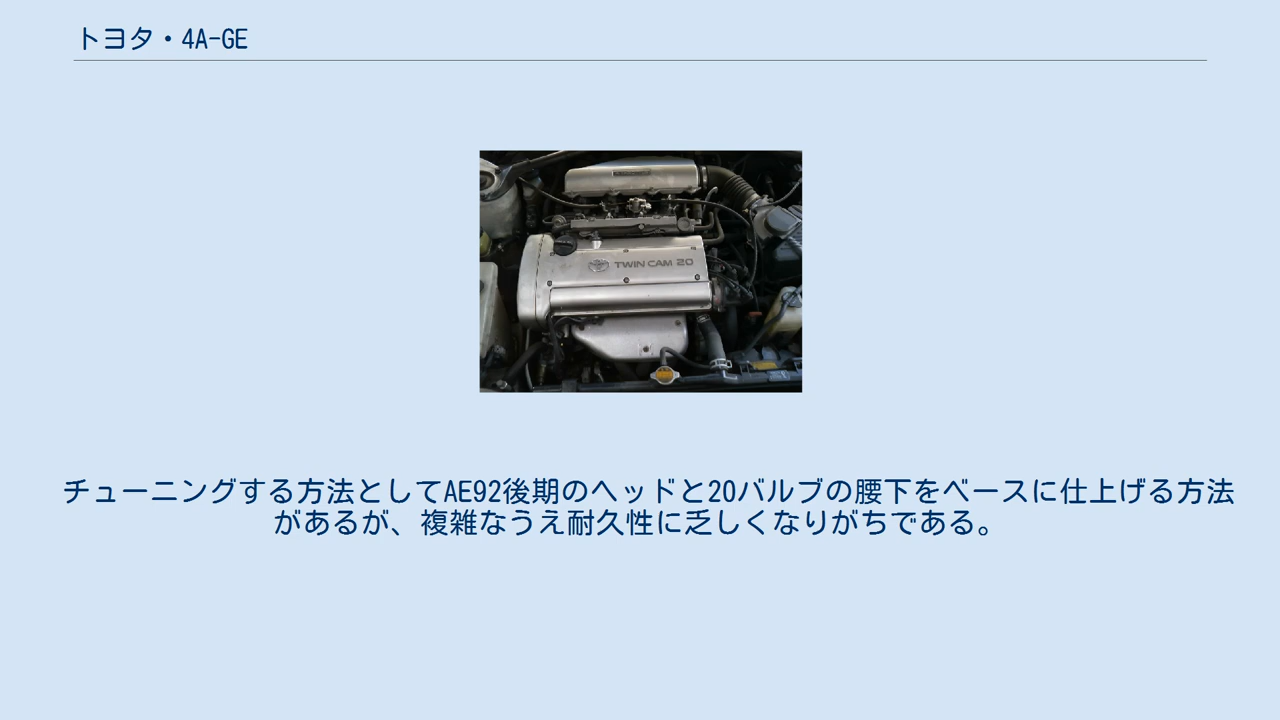 トヨタ・4A-GE
TWIN CAM 20
チューニングする方法としてAE92後期のヘッドと20バルブの腰下をベースに仕上げる方法
があるが、複雑なうえ耐久性に乏しくなりがちである。